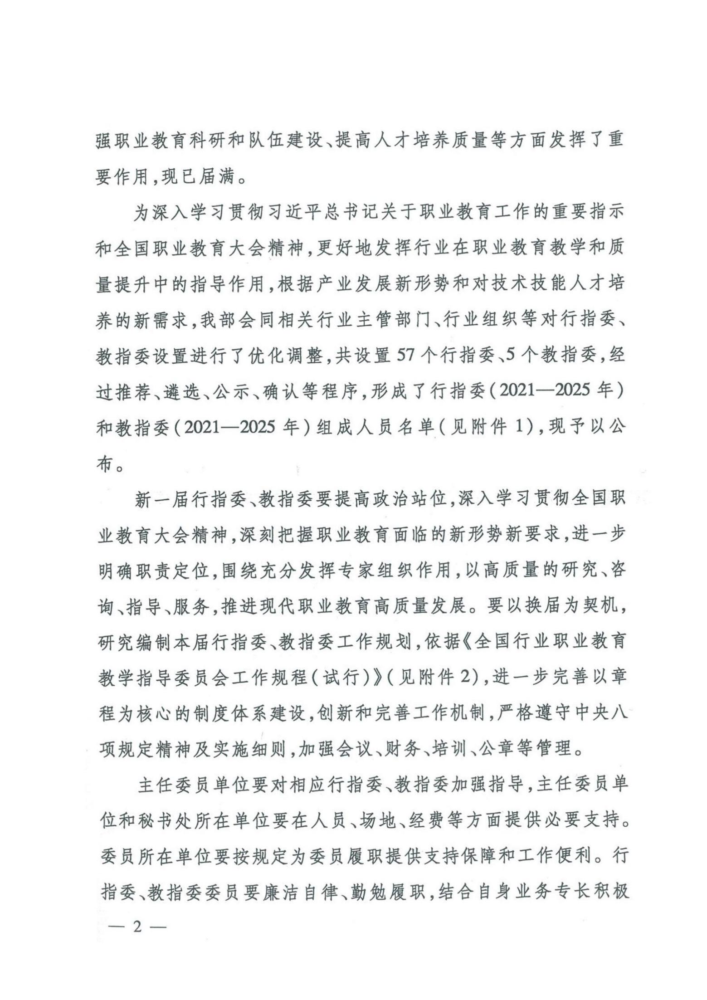 强职业教育科研和队伍建设、提高人才培养质量等方面发挥了重
要作用,现已届满。
为深入学习贯彻习近平总书记关于职业教育工作的重要指示
和全国职业教育大会精神,更好地发挥行业在职业教育教学和质
量提升中的指导作用,根据产业发展新形势和对技术技能人才培
养的新需求,我部会同相关行业主管部门、行业组织等对行指委、
教指委设置进行了优化调整,共设置 57 个行指委、5 个教指委,经
过推荐、遴选、公示、确认等程序,形成了行指委(2021—2025 年)
和教指委(2021—2025 年)组成人员名单(见附件 1),现予以公
布。
新一届行指委、教指委要提高政治站位,深入学习贯彻全国职
业教育大会精神,深刻把握职业教育面临的新形势新要求,进一步
明确职责定位,围绕充分发挥专家组织作用,以高质量的研究、咨
询、指导、服务,推进现代职业教育高质量发展。要以换届为契机,
研究编制本届行指委、教指委工作规划,依据《全国行业职业教育
教学指导委员会工作规程(试行)》(见附件 2),进一步完善以章
程为核心的制度体系建设,创新和完善工作机制,严格遵守中央八
项规定精神及实施细则,加强会议、财务、培训、公章等管理。
主任委员单位要对相应行指委、教指委加强指导,主任委员单
位和秘书处所在单位要在人员、场地、经费等方面提供必要支持。
委员所在单位要按规定为委员履职提供支持保障和工作便利。行
指委、教指委委员要廉洁自律、勤勉履职,结合自身业务专长积极
— 2 —